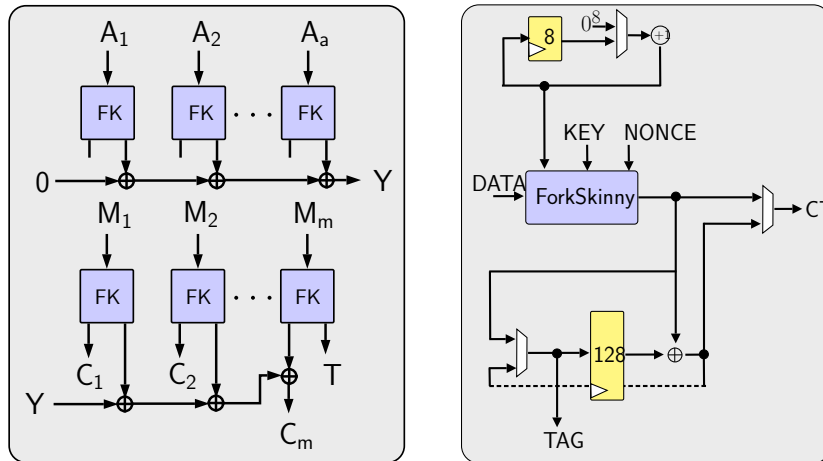 A₁ A₂ Aₐ
FK FK · · · FK
0 Y
M₁ M₂ Mₘ
FK FK · · · FK
C₁ C₂ T
Y
Cₘ
8 0⁸ +1
KEY NONCE
DATA ForkSkinny
CT
128
TAG